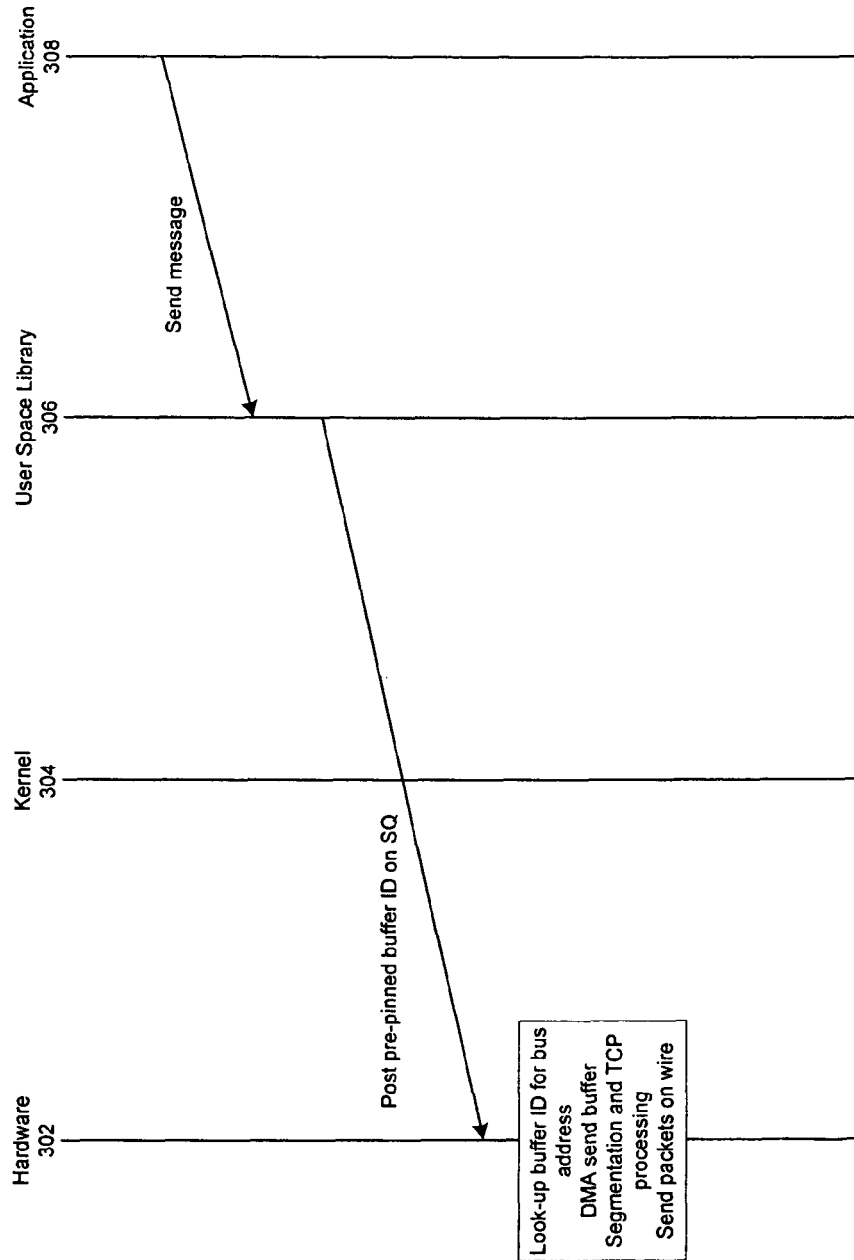 Hardware
302
Kernel
304
User Space Library
306
Application
308
Send message
Post pre-pinned buffer ID on SQ
Look-up buffer ID for bus
address
DMA send buffer
Segmentation and TCP
processing
Send packets on wire